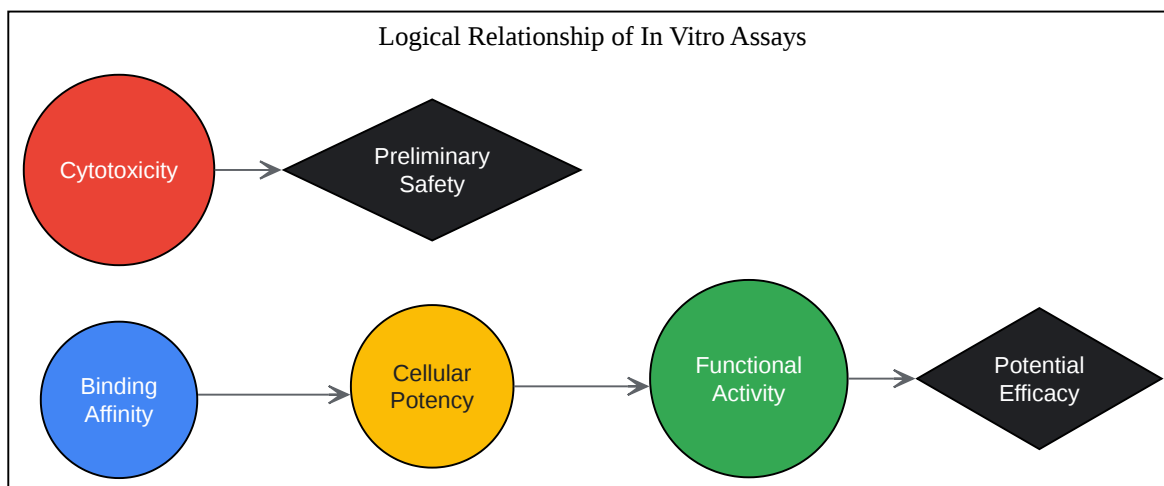 Logical Relationship of In Vitro Assays
Cytotoxicity
Preliminary
Safety
Binding
Affinity
Cellular
Potency
Functional
Activity
Potential
Efficacy